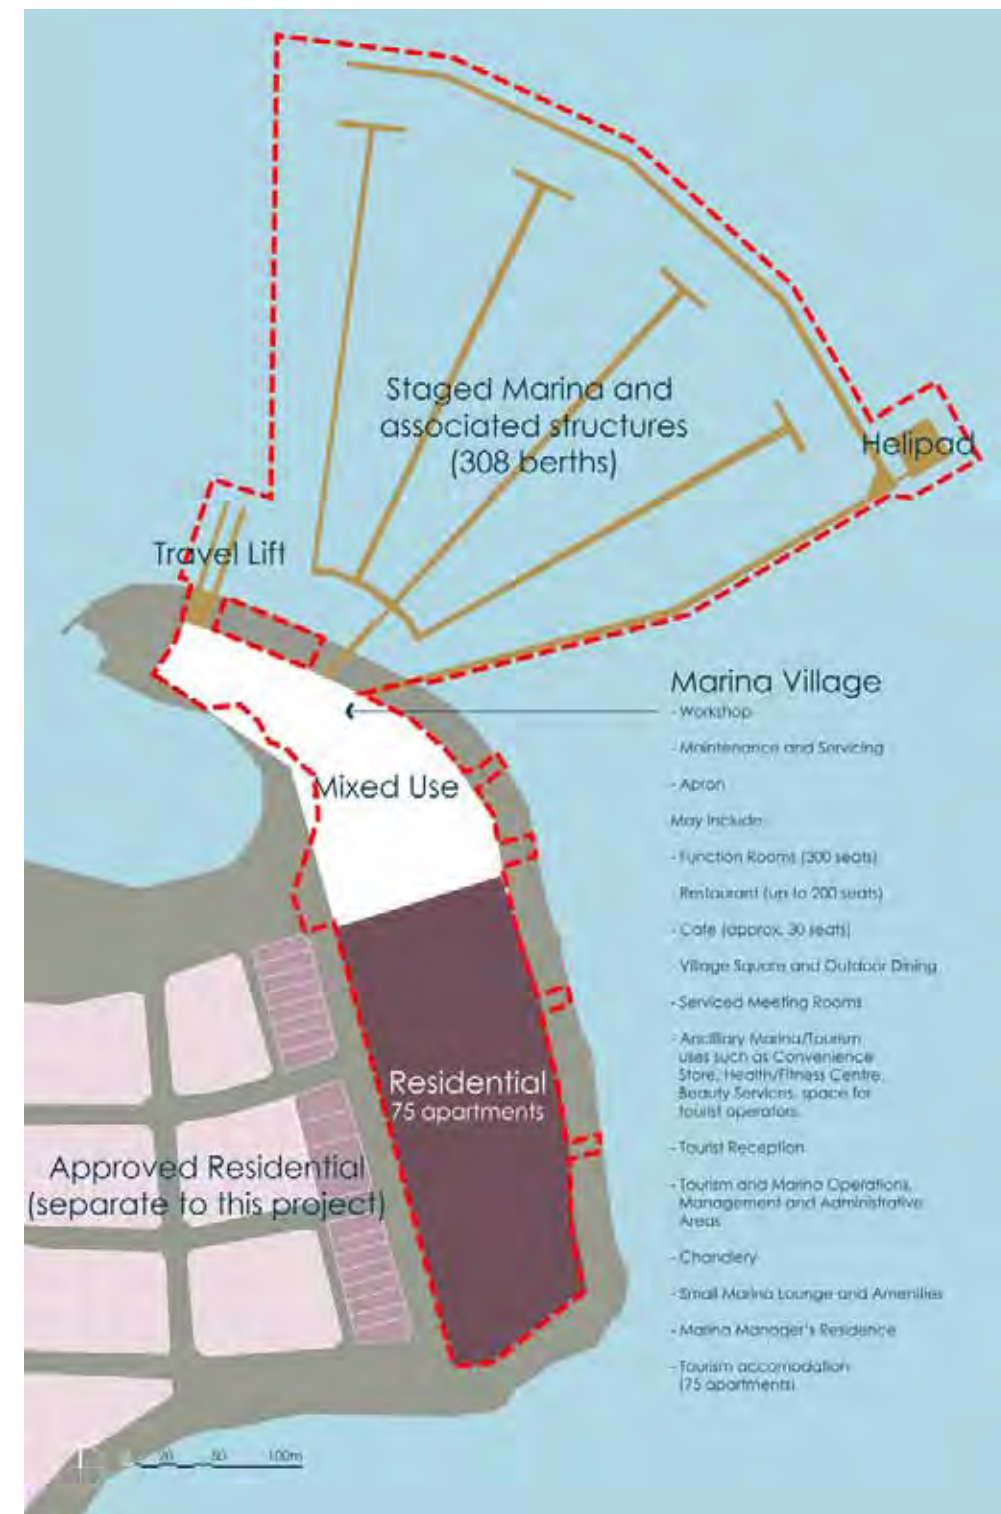 Staged Marina and
associated structures
(308 berths)
Helipad
Travel Lift
Marina Village
- Workshop
- Maintenance and Servicing
- Apron
May Include:
- Function Rooms (300 seats)
- Restaurant (up to 200 seats)
- Cafe (approx. 30 seats)
- Village Square and Outdoor Dining
- Serviced Meeting Rooms
- Ancilliary Marina/Tourism
uses such as Convenience
Store, Health/Fitness Centre,
Beauty Services, space for
tourist operators.
- Tourist Reception
- Tourism and Marina Operations,
Management and Administrative
Areas
- Chandlery
- Small Marina Lounge and Amenities
- Marina Manager's Residence
- Tourism accomodation
(75 apartments)
Mixed Use
Residential
75 apartments
Approved Residential
(separate to this project)
20 50 100m